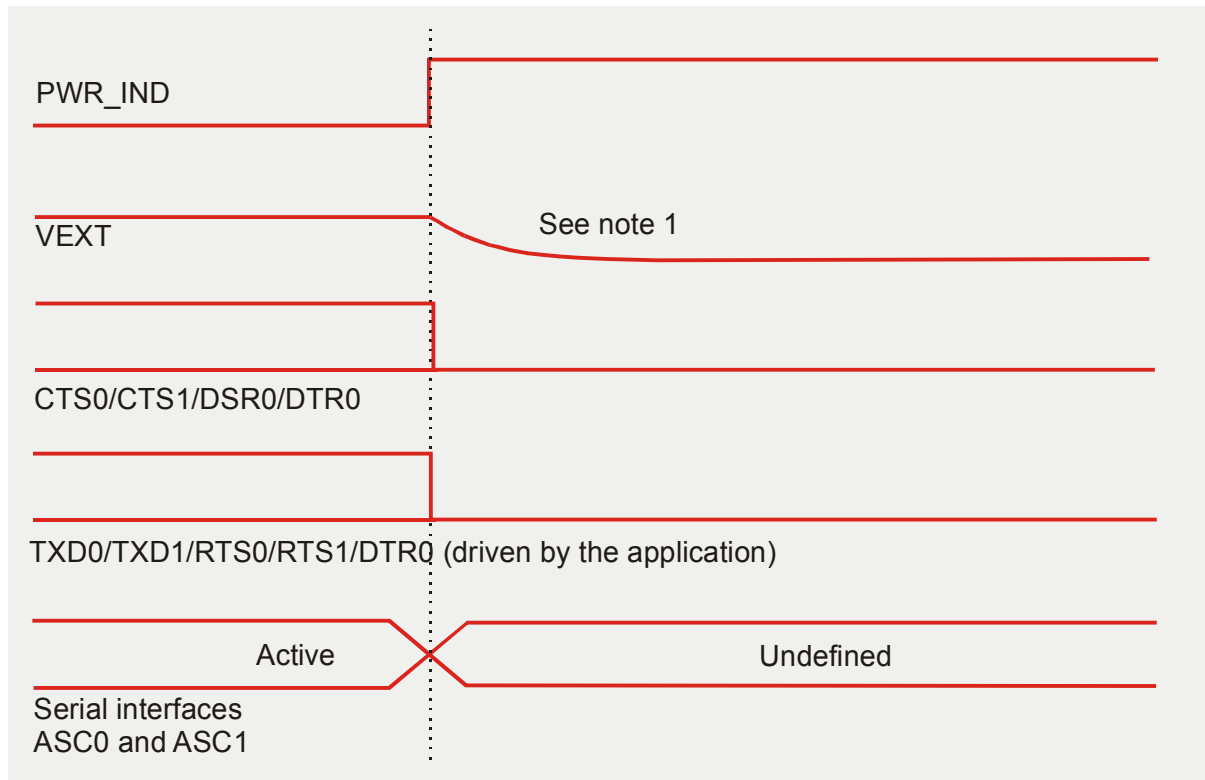 PWR_IND
VEXT
See note 1
CTS0/CTS1/DSR0/DTR0
TXD0/TXD1/RTS0/RTS1/DTR0 (driven by the application)
Active
Undefined
Serial interfaces
ASC0 and ASC1